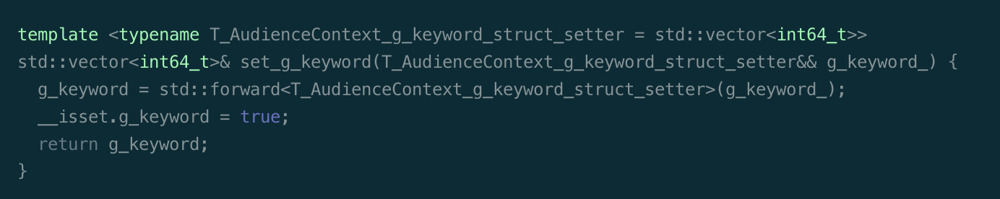 template <typename T_AudienceContext_g_keyword_struct_setter = std::vector<int64_t>>
std::vector<int64_t>& set_g_keyword(T_AudienceContext_g_keyword_struct_setter&& g_keyword_) {
  g_keyword = std::forward<T_AudienceContext_g_keyword_struct_setter>(g_keyword_);
  __isset.g_keyword = true;
  return g_keyword;
}